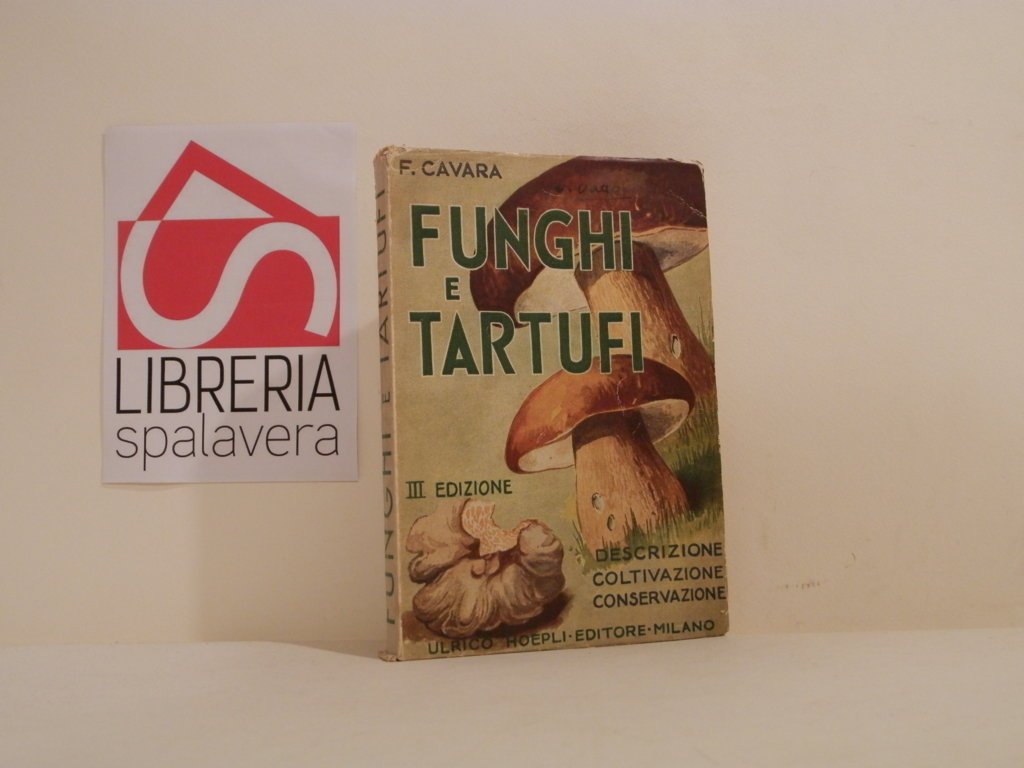 LIBRERIA
spalavera
FUNGHI E TARTUFI
F. CAVARA
FUNGHI
E
TARTUFI
III EDIZIONE
DESCRIZIONE
COLTIVAZIONE
CONSERVAZIONE
ULRICO HOEPLI·EDITORE·MILANO